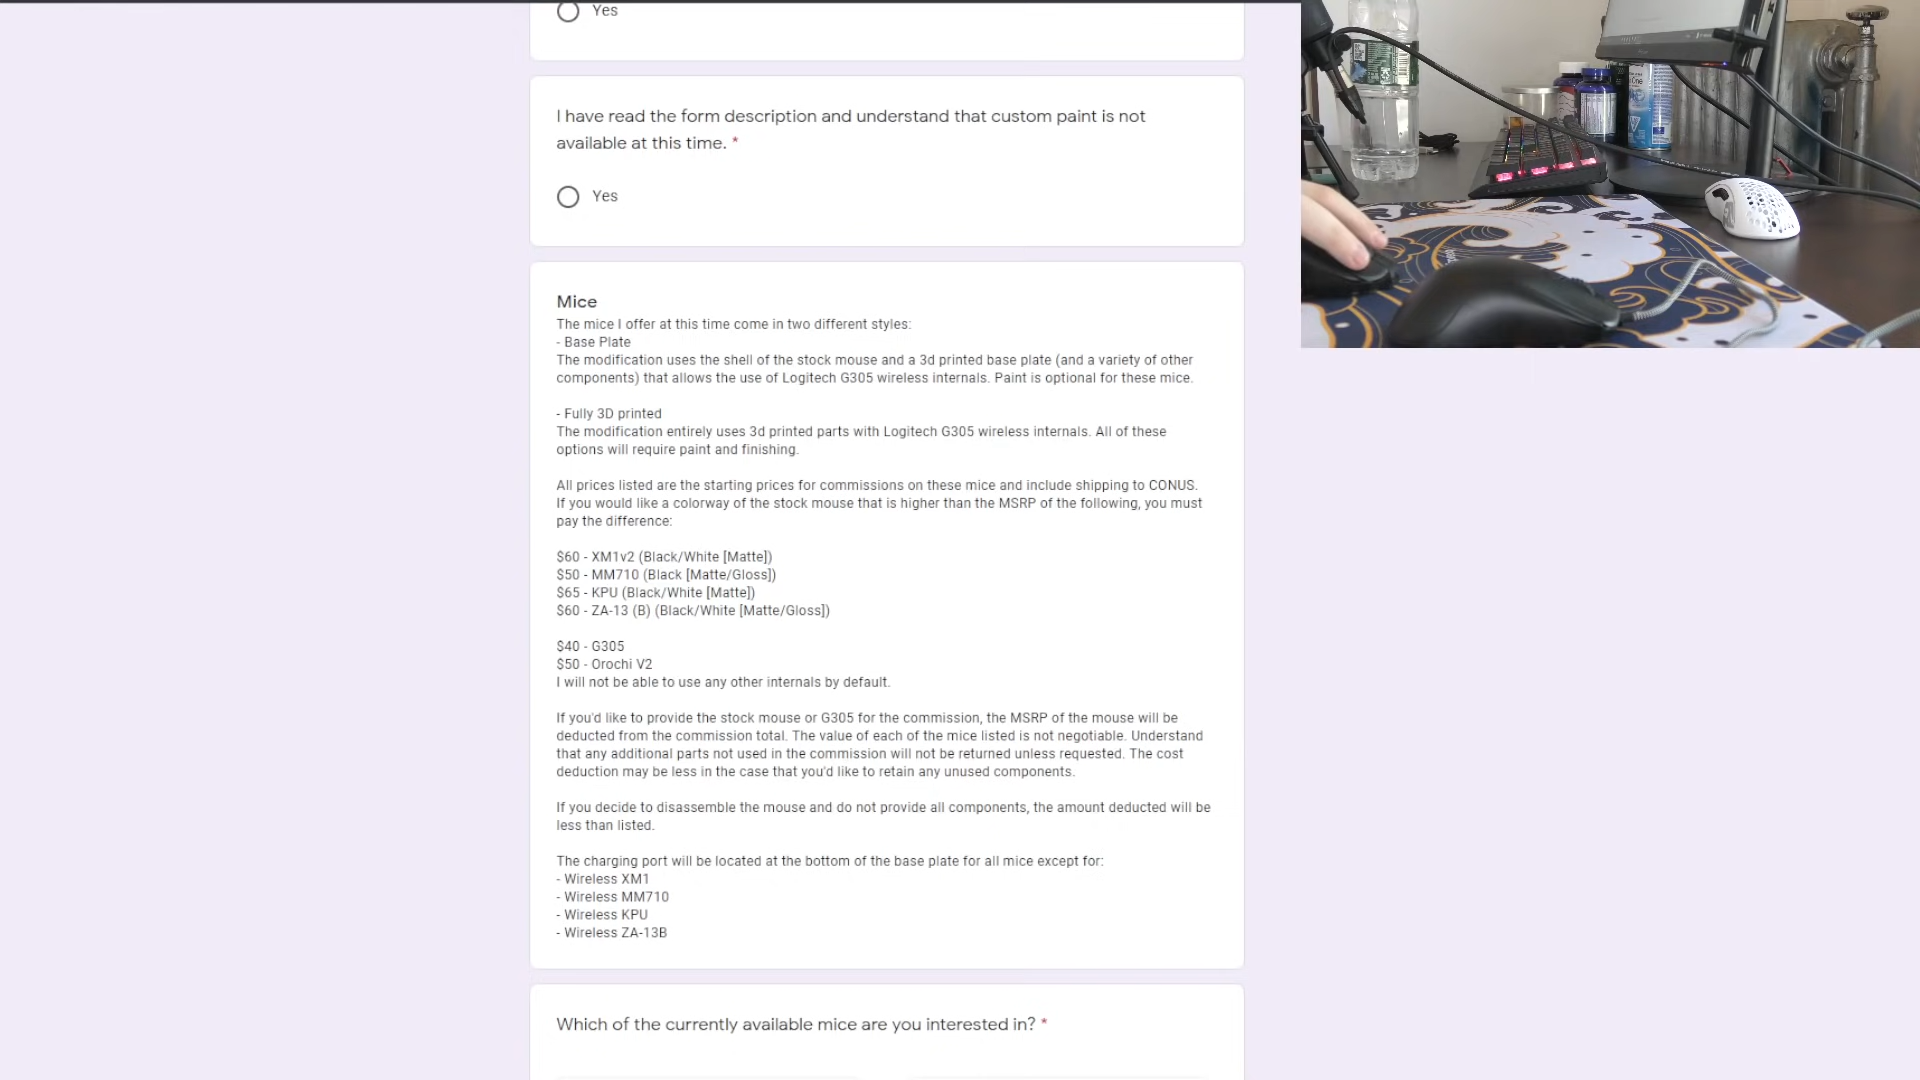 Yes
I have read the form description and understand that custom paint is not
available at this time. *
Yes
Mice
The mice I offer at this time come in two different styles:
- Base Plate
The modification uses the shell of the stock mouse and a 3d printed base plate (and a variety of other
components) that allows the use of Logitech G305 wireless internals. Paint is optional for these mice.
- Fully 3D printed
The modification entirely uses 3d printed parts with Logitech G305 wireless internals. All of these
options will require paint and finishing.
All prices listed are the starting prices for commissions on these mice and include shipping to CONUS.
If you would like a colorway of the stock mouse that is higher than the MSRP of the following, you must
pay the difference:
$60 - XM1v2 (Black/White [Matte])
$50 - MM710 (Black [Matte/Gloss])
$65 - KPU (Black/White [Matte])
$60 - ZA-13 (B) (Black/White [Matte/Gloss])
$40 - G305
$50 - Orochi V2
I will not be able to use any other internals by default.
If you'd like to provide the stock mouse or G305 for the commission, the MSRP of the mouse will be
deducted from the commission total. The value of each of the mice listed is not negotiable. Understand
that any additional parts not used in the commission will not be returned unless requested. The cost
deduction may be less in the case that you'd like to retain any unused components.
If you decide to disassemble the mouse and do not provide all components, the amount deducted will be
less than listed.
The charging port will be located at the bottom of the base plate for all mice except for:
- Wireless XM1
- Wireless MM710
- Wireless KPU
- Wireless ZA-13B
Which of the currently available mice are you interested in? *